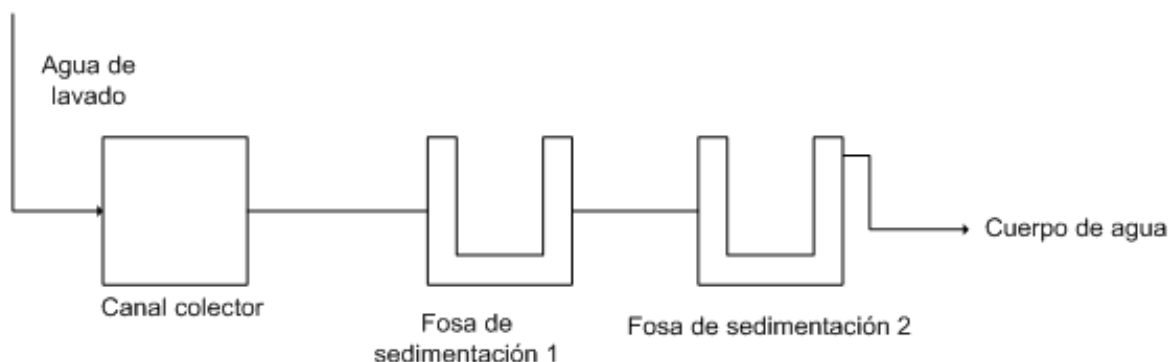 Agua de
lavado
Canal colector
Fosa de
sedimentación 1
Fosa de sedimentación 2
Cuerpo de agua